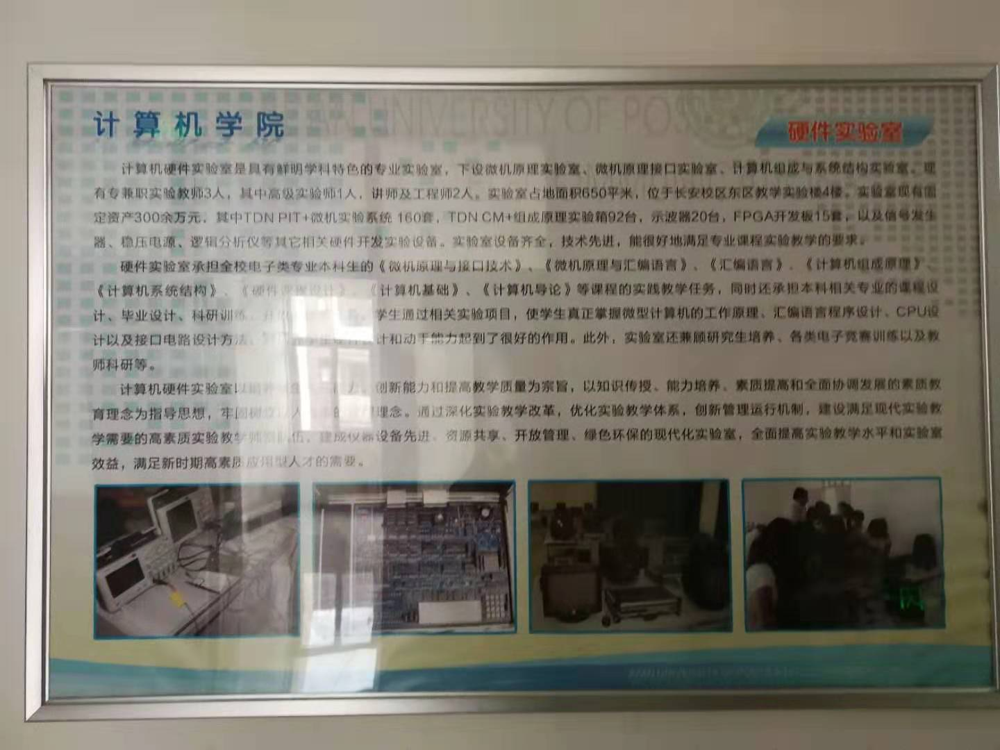 AN UNIVERSITY OF POS
计算机学院
硬件实验室
计算机硬件实验室是具有鲜明学科特色的专业实验室，下设微机原理实验室、微机原理接口实验室、计算机组成与系统结构实验室。现
有专兼职实验教师3人，其中高级实验师1人，讲师及工程师2人。实验室占地面积650平米，位于长安校区东区教学实验楼4楼。实验室现有固
定资产300余万元，其中TDN PIT+微机实验系统 160套，TDN CM+组成原理实验箱92台，示波器20台，FPGA开发板15套，以及信号发生
器、稳压电源、逻辑分析仪等其它相关硬件开发实验设备。实验室设备齐全，技术先进，能很好地满足专业课程实验教学的要求。
硬件实验室承担全校电子类专业本科生的《微机原理与接口技术》、《微机原理与汇编语言》、《汇编语言》、《计算机组成原理》、
《计算机系统结构》、《硬件课程设计》、《计算机基础》、《计算机导论》等课程的实践教学任务，同时还承担本科相关专业的课程设
计、毕业设计、科研训练、学生通过相关实验项目，使学生真正掌握微型计算机的工作原理、汇编语言程序设计、CPU设
计以及接口电路设计方法，计和动手能力起到了很好的作用。此外，实验室还兼顾研究生培养、各类电子竞赛训练以及教
师科研等。
计算机硬件实验室以培养创新能力和提高教学质量为宗旨，以知识传授、能力培养、素质提高和全面协调发展的素质教
育理念为指导思想，牢固树立以人理念。通过深化实验教学改革，优化实验教学体系，创新管理运行机制，建设满足现代实验教
学需要的高素质实验教学师资队伍，建成仪器设备先进、资源共享、开放管理、绿色环保的现代化实验室，全面提高实验教学水平和实验室
效益，满足新时期高素质应用型人才的需要。